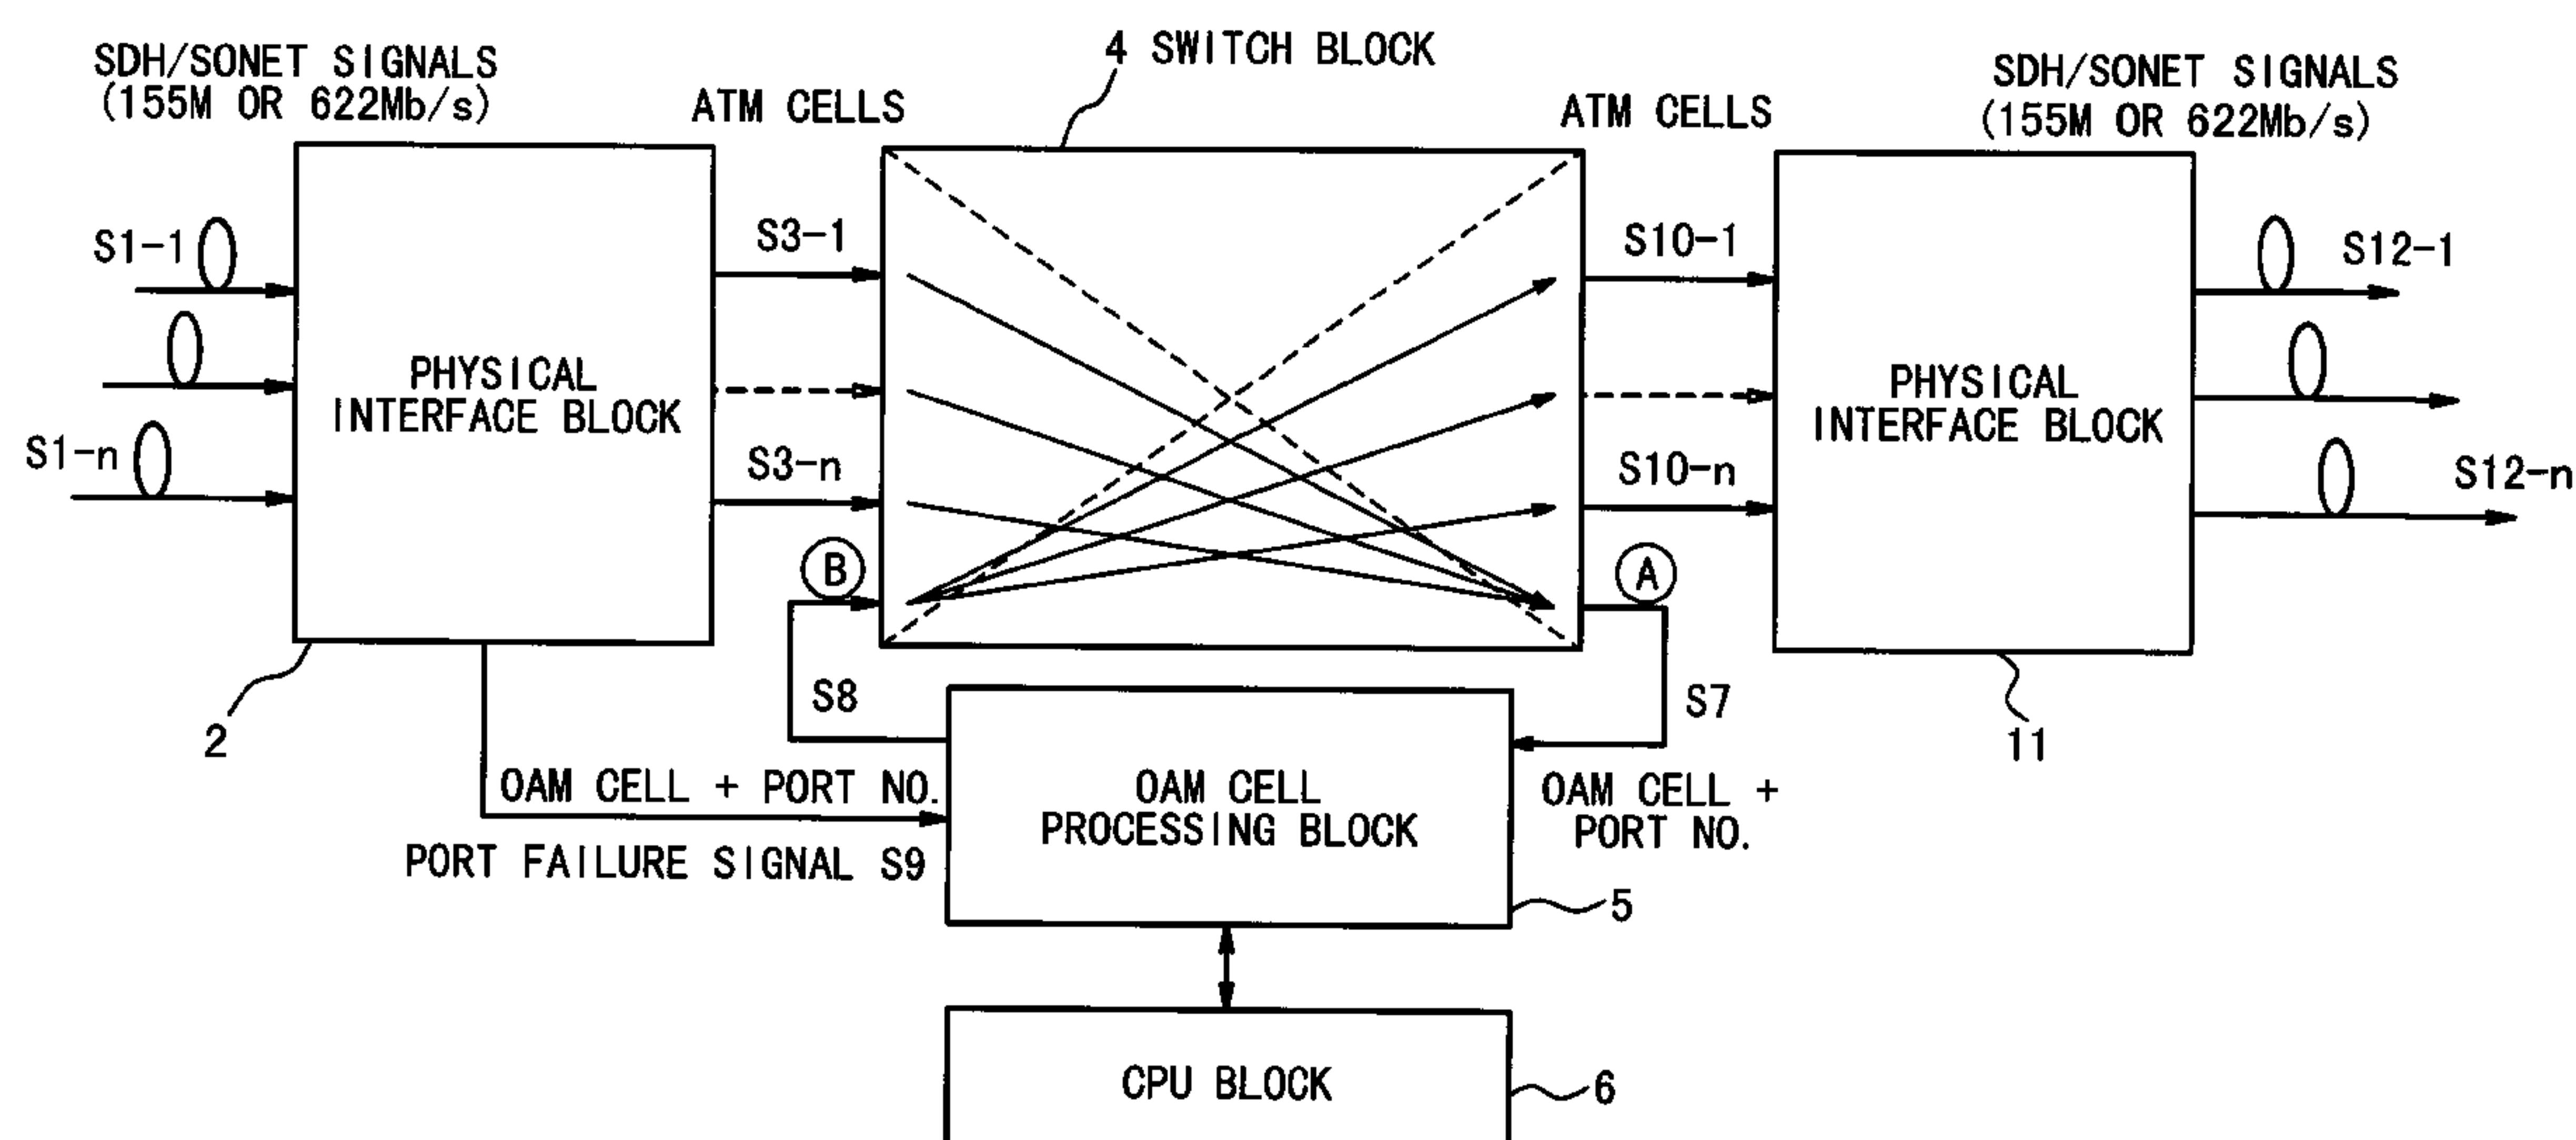 4 SWITCH BLOCK
SDH/SONET SIGNALS
(155M OR 622Mb/s)
ATM CELLS
ATM CELLS
SDH/SONET SIGNALS
(155M OR 622Mb/s)
S1-1
S3-1
S10-1
S12-1
PHYSICAL
INTERFACE BLOCK
PHYSICAL
INTERFACE BLOCK
S1-n
S3-n
S10-n
S12-n
B
A
2
S8
S7
11
OAM CELL + PORT NO.
PORT FAILURE SIGNAL S9
OAM CELL
PROCESSING BLOCK
OAM CELL +
PORT NO.
5
CPU BLOCK
6